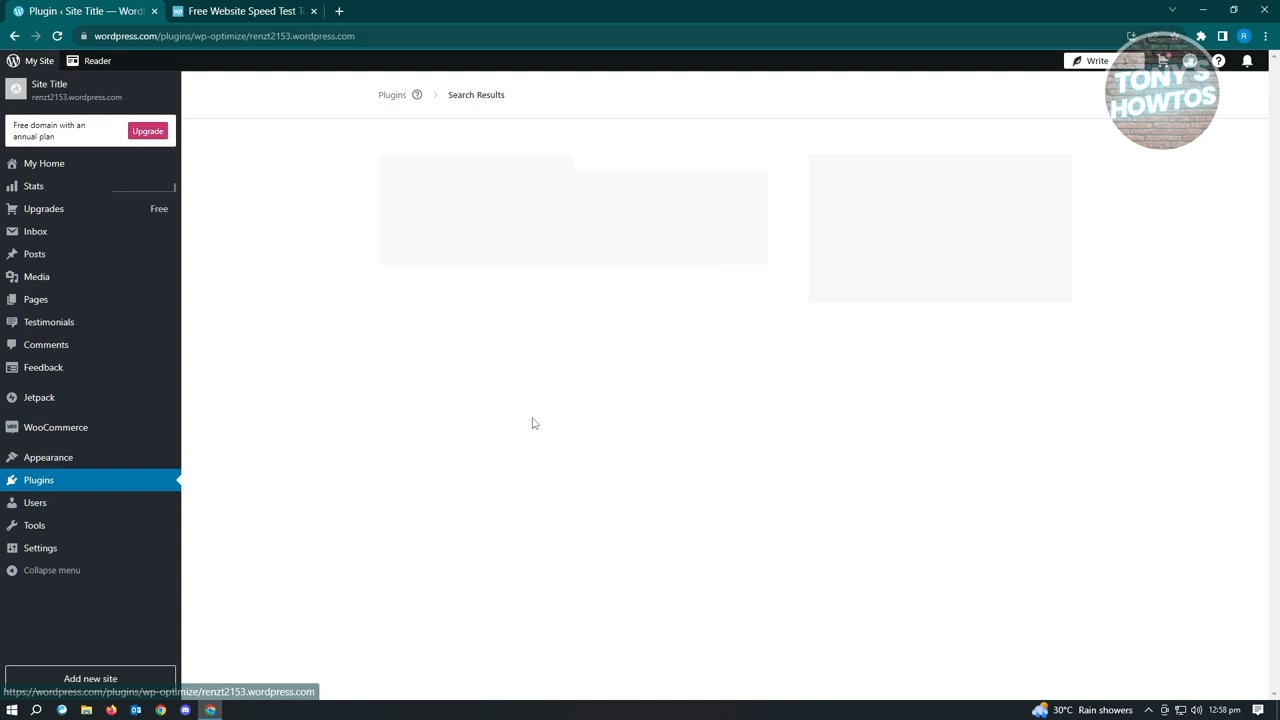 Plugin < Site Title — Word
Free Website Speed Test T
wordpress.com/plugins/wp-optimize/renzt2153.wordpress.com
R
My Site
Reader
Write
Site Title
renzt2153.wordpress.com
Plugins
Search Results
TONY'S
HOWTOS
Free domain with an
annual plan
Upgrade
My Home
Stats
Upgrades
Free
Inbox
Posts
Media
Pages
Testimonials
Comments
Feedback
Jetpack
WooCommerce
Appearance
Plugins
Users
Tools
Settings
Collapse menu
Add new site
https://wordpress.com/plugins/wp-optimize/renzt2153.wordpress.com
30°C Rain showers
12:58 pm